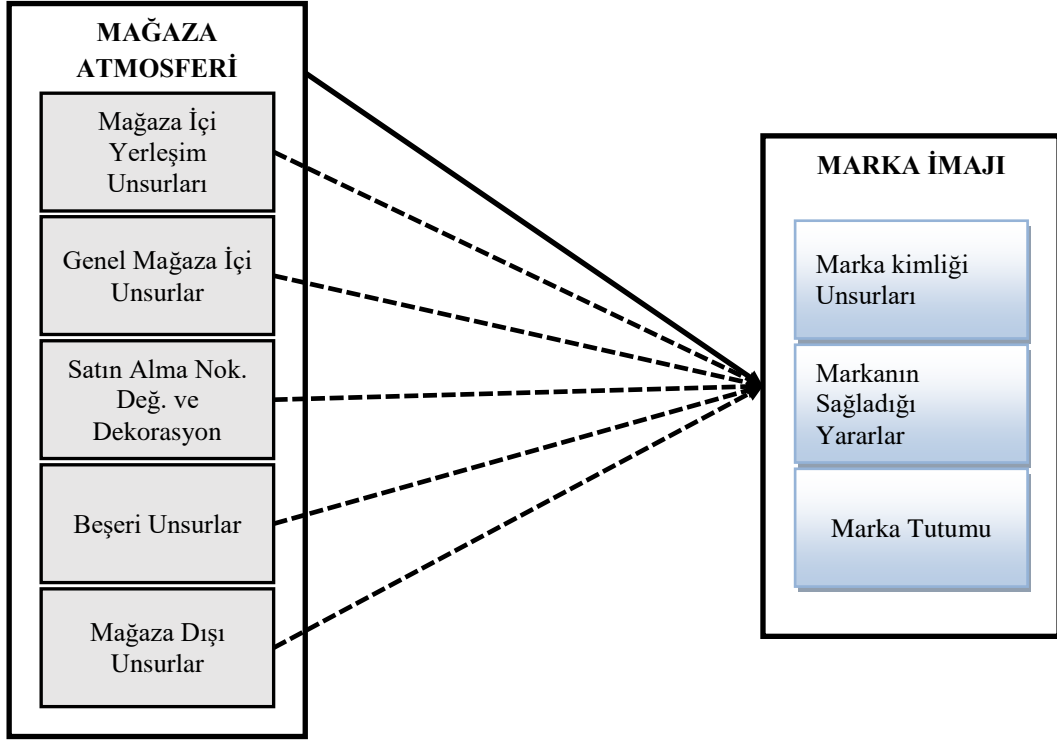 MAĞAZA
ATMOSFERİ
Mağaza İçi
Yerleşim
Unsurları
Genel Mağaza İçi
Unsurlar
Satın Alma Nok.
Değ. ve
Dekorasyon
Beşeri Unsurlar
Mağaza Dışı
Unsurlar
MARKA İMAJI
Marka kimliği
Unsurları
Markanın
Sağladığı
Yararlar
Marka Tutumu